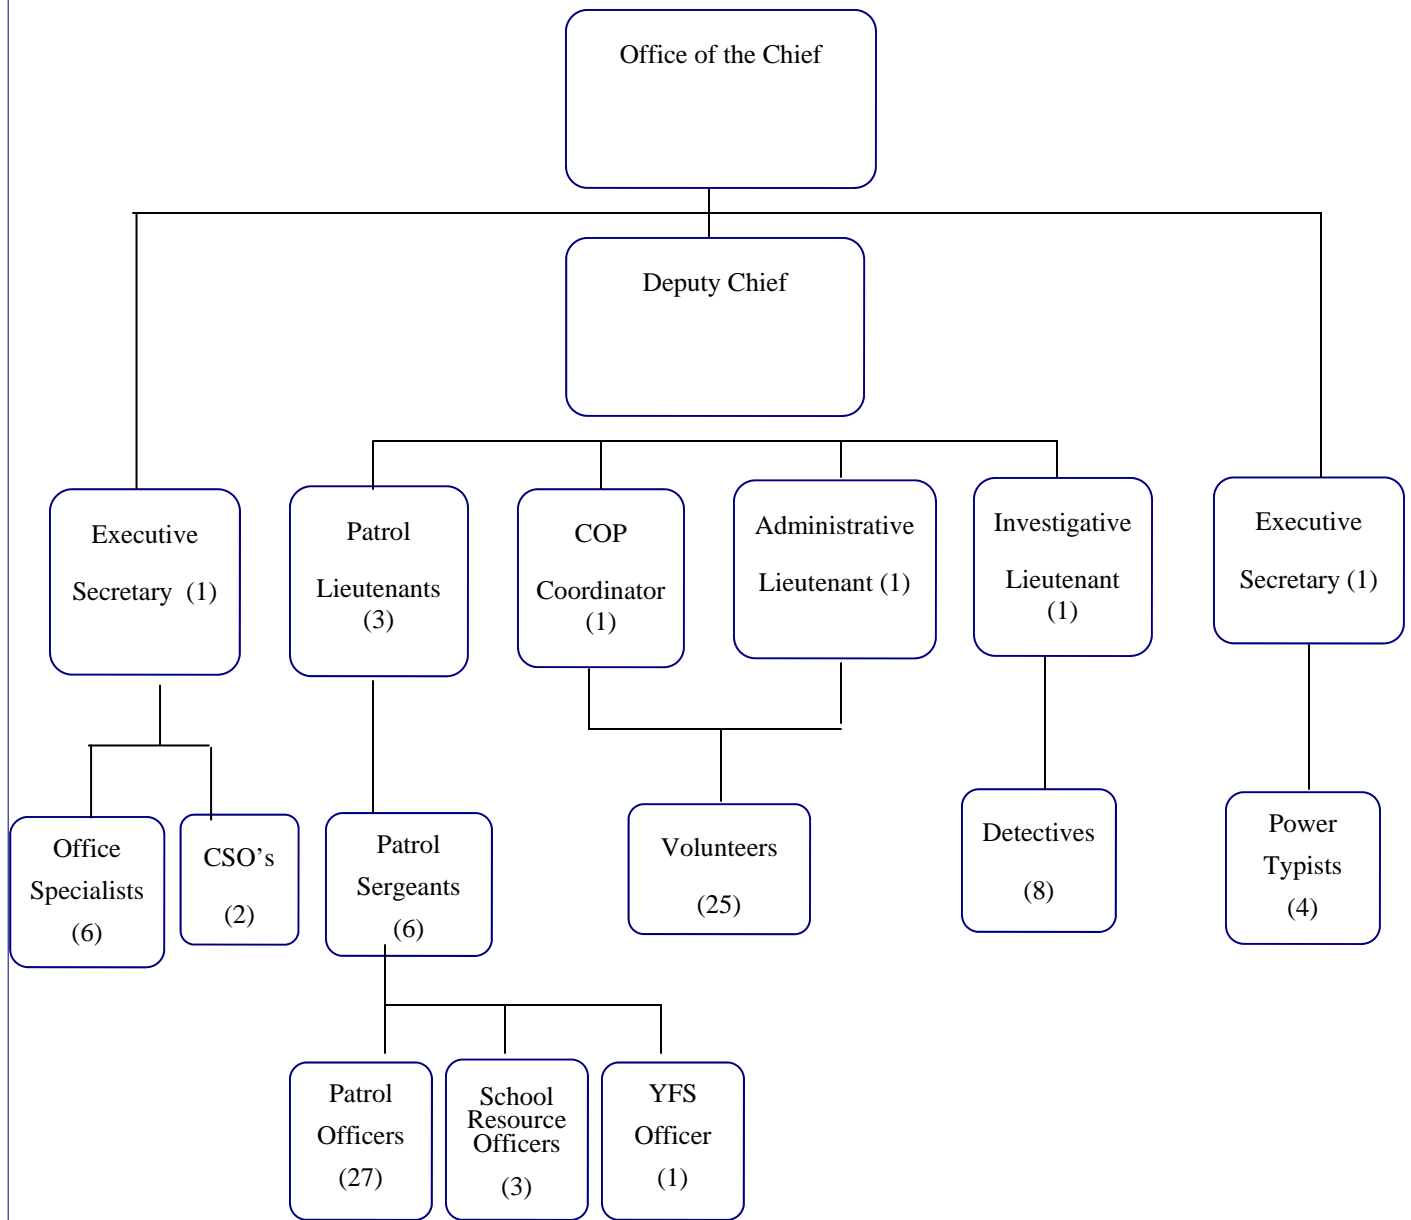 Office of the Chief
Deputy Chief
Executive
Secretary (1)
Patrol
Lieutenants
(3)
COP
Coordinator
(1)
Administrative
Lieutenant (1)
Investigative
Lieutenant
(1)
Executive
Secretary (1)
Office
Specialists
(6)
CSO’s
(2)
Patrol
Sergeants
(6)
Volunteers
(25)
Detectives
(8)
Power
Typists
(4)
Patrol
Officers
(27)
School
Resource
Officers
(3)
YFS
Officer
(1)